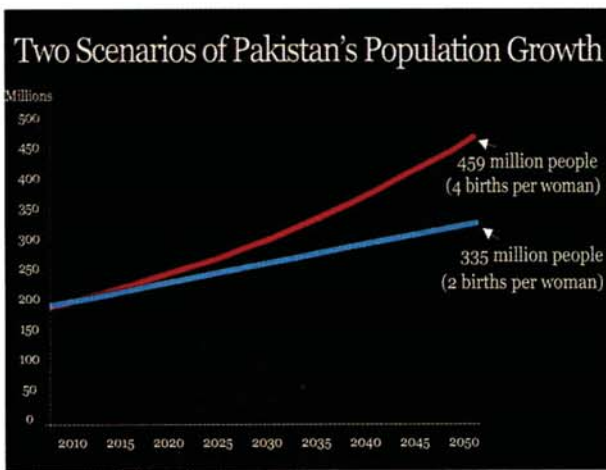 Two Scenarios of Pakistan's Population Growth
Millions
500
450
400
350
300
250
200
150
100
50
0
459 million people
(4 births per woman)
335 million people
(2 births per woman)
2010 2015 2020 2025 2030 2035 2040 2045 2050